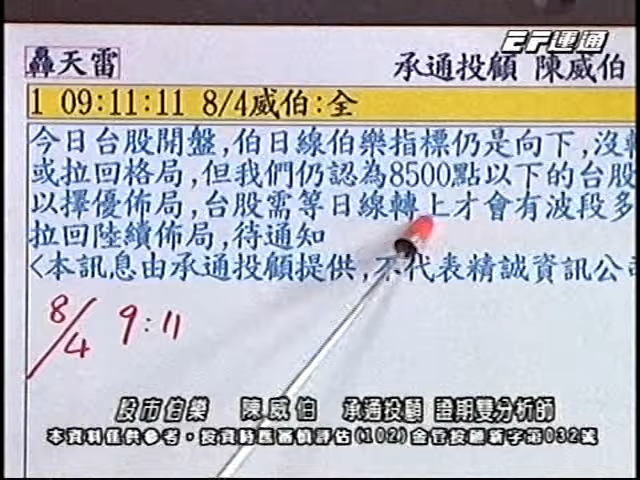 EF運通
轟天雷
承通投顧 陳威伯
1 09:11:11 8/4威伯:全
今日台股開盤,伯日線伯樂指標仍是向下,沒
或拉回格局,但我們仍認為8500點以下的台股
以擇優佈局,台股需等日線轉上才會有波段多
拉回陸續佈局,待通知
<本訊息由承通投顧提供,不代表精誠資訊公司
8/4 9:11
股市伯樂 陳威伯 承通投顧 證期雙分析師
本資料僅供參考，投資時應審慎評估(102)金管投顧新字第032號